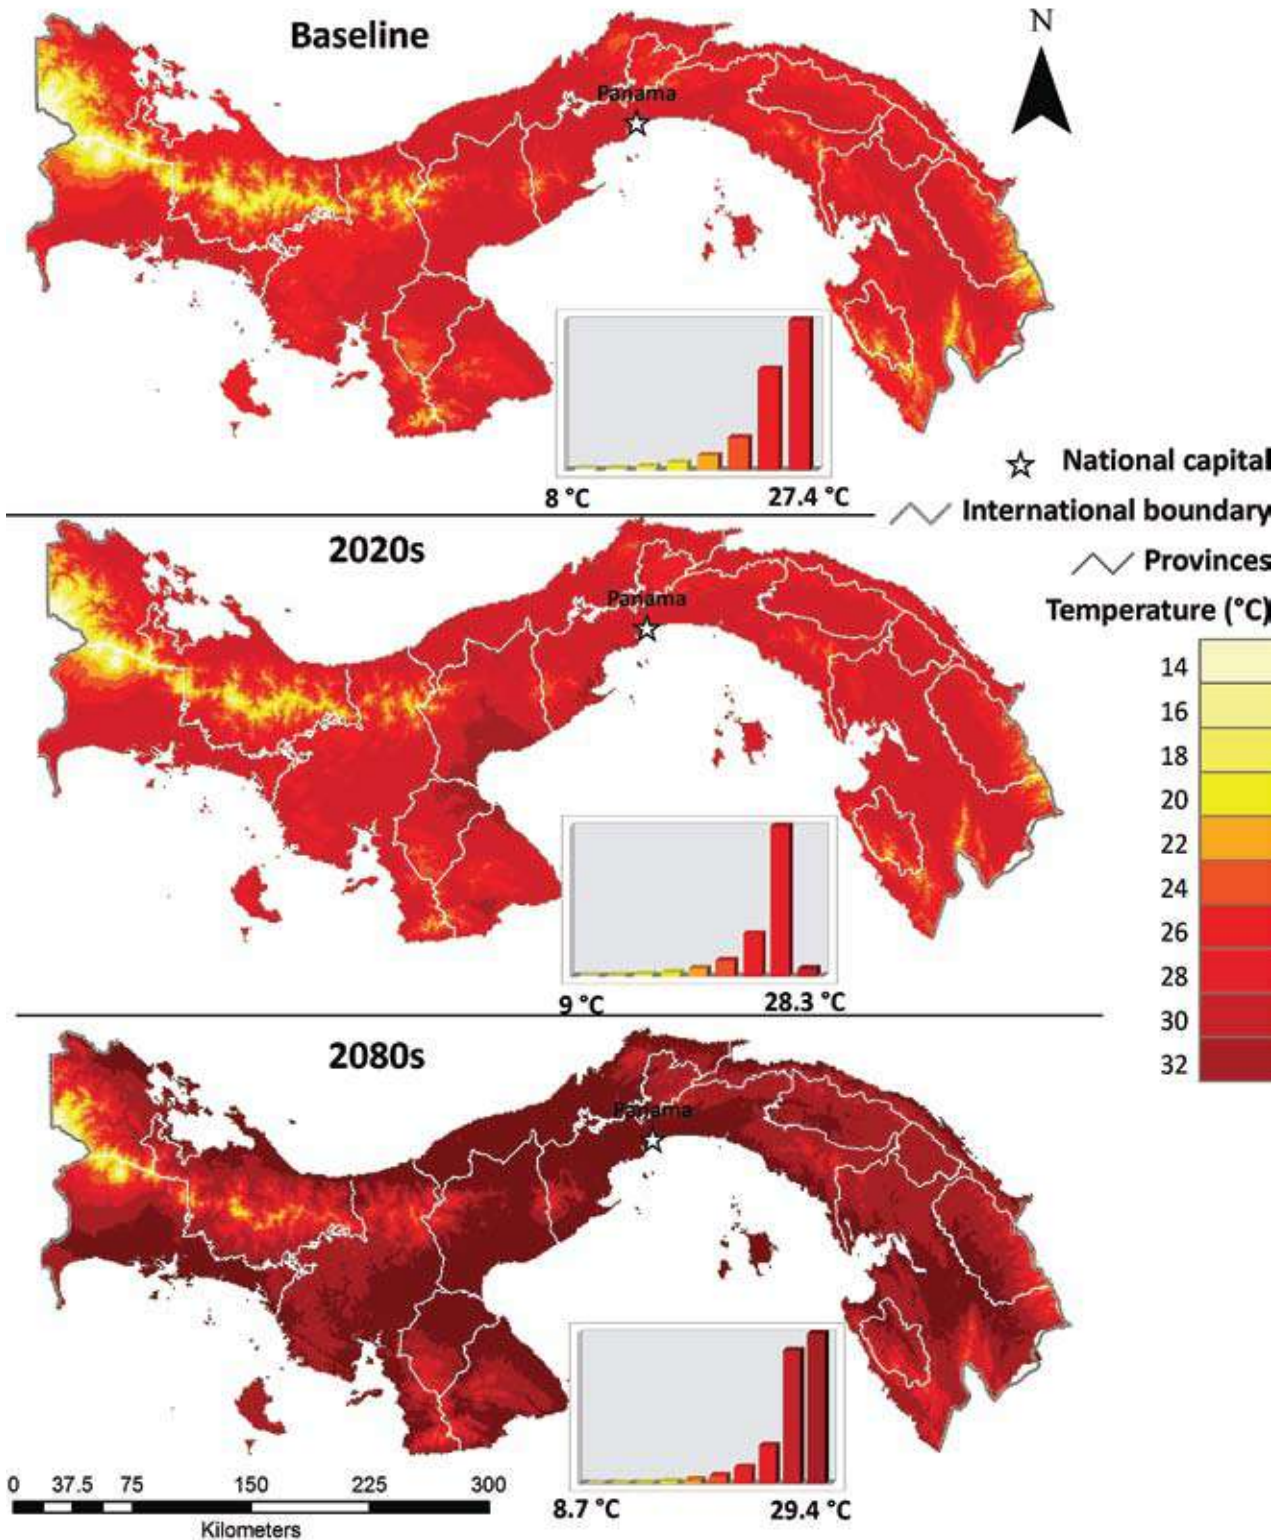 Baseline
N
Panama
8 °C
27.4 °C
National capital
International boundary
Provinces
Temperature (°C)
14
16
18
20
22
24
26
28
30
32
2020s
Panama
9 °C
28.3 °C
2080s
Panama
8.7 °C
29.4 °C
0 37.5 75 150 225 300
Kilometers